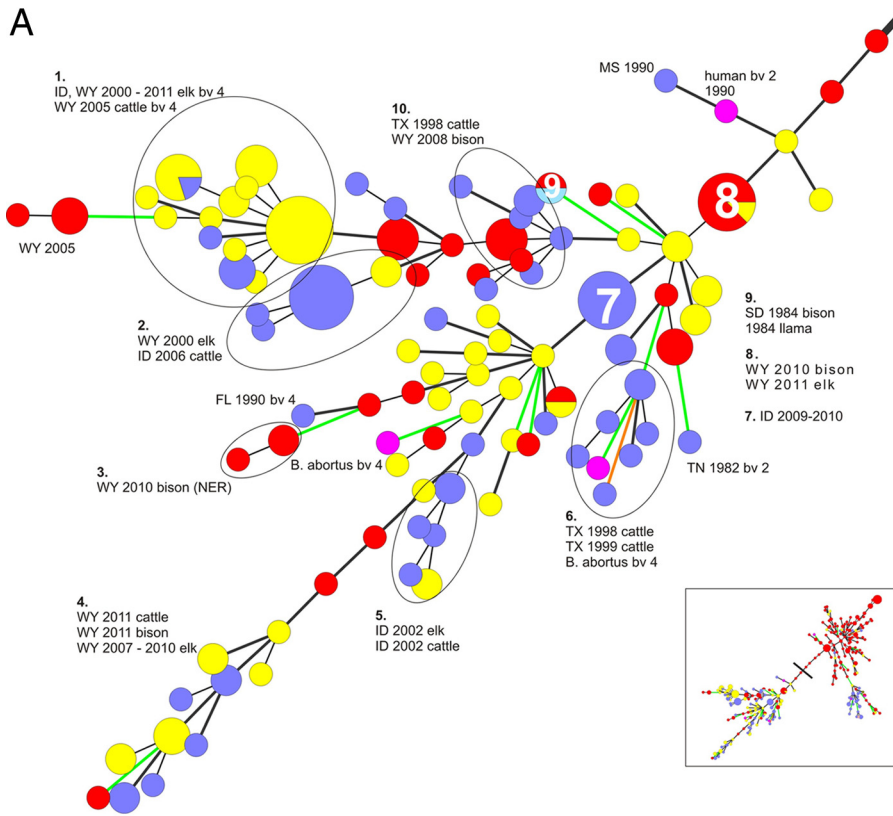 A
1.
ID, WY 2000 - 2011 elk bv 4
WY 2005 cattle bv 4
MS 1990
human bv 2
1990
10.
TX 1998 cattle
WY 2008 bison
9
8
WY 2005
7
2.
WY 2000 elk
ID 2006 cattle
9.
SD 1984 bison
1984 llama
8.
WY 2010 bison
WY 2011 elk
7. ID 2009-2010
FL 1990 bv 4
B. abortus bv 4
TN 1982 bv 2
3.
WY 2010 bison (NER)
6.
TX 1998 cattle
TX 1999 cattle
B. abortus bv 4
4.
WY 2011 cattle
WY 2011 bison
WY 2007 - 2010 elk
5.
ID 2002 elk
ID 2002 cattle